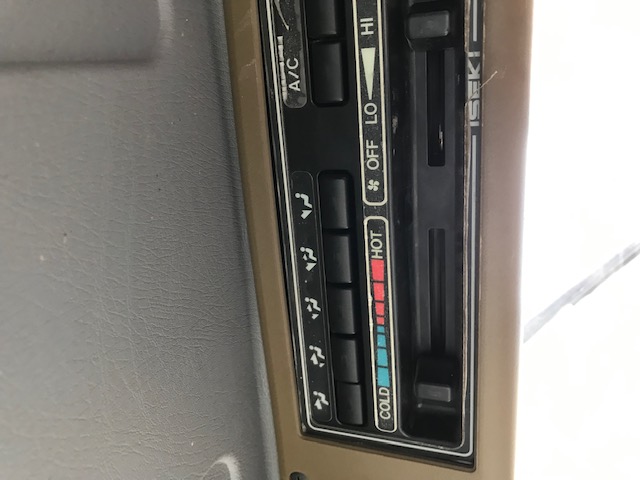 A/C
COLD HOT
OFF LO HI
ISEKI